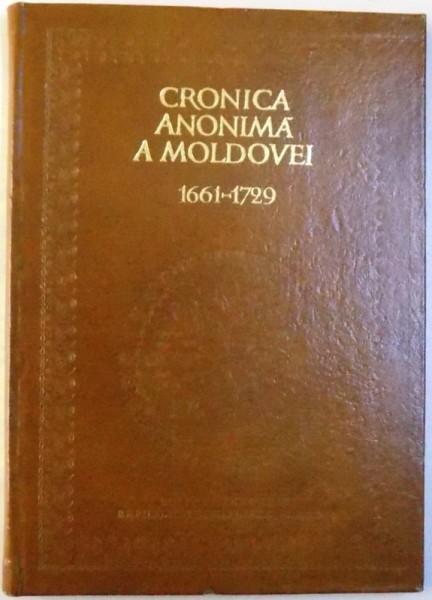 CRONICA
ANONIMĂ
A MOLDOVEI
1661-1729